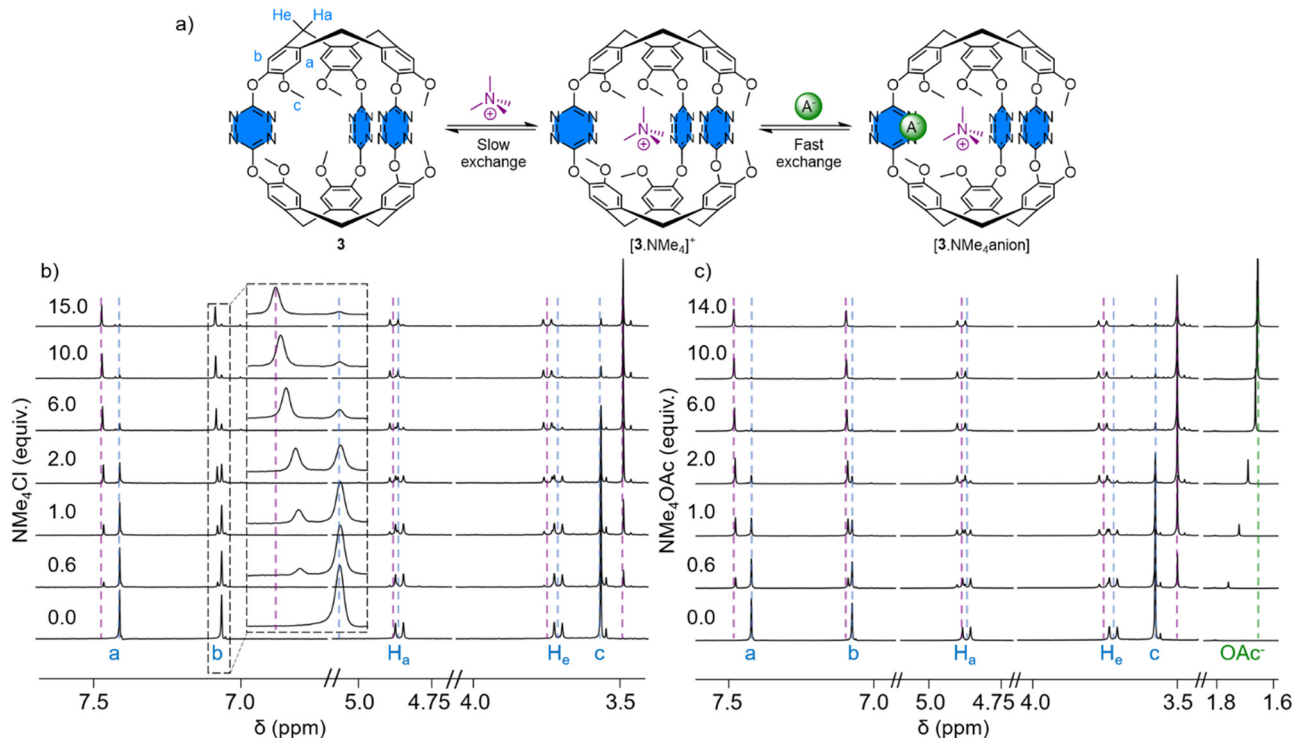 a)
He Ha
b
a
c
N
⊕
Slow
exchange
N
⊕
A⁻
Fast
exchange
A⁻
N
⊕
3
[3.NMe₄]⁺
[3.NMe₄anion]
b)
NMe₄Cl (equiv.)
15.0
10.0
6.0
2.0
1.0
0.6
0.0
a
b
Hₐ
Hₑ
c
7.5
7.0
5.0
4.75
4.0
3.5
δ (ppm)
c)
NMe₄OAc (equiv.)
14.0
10.0
6.0
2.0
1.0
0.6
0.0
a
b
Hₐ
Hₑ
c
OAc⁻
7.5
7.0
5.0
4.0
3.5
1.8
1.6
δ (ppm)